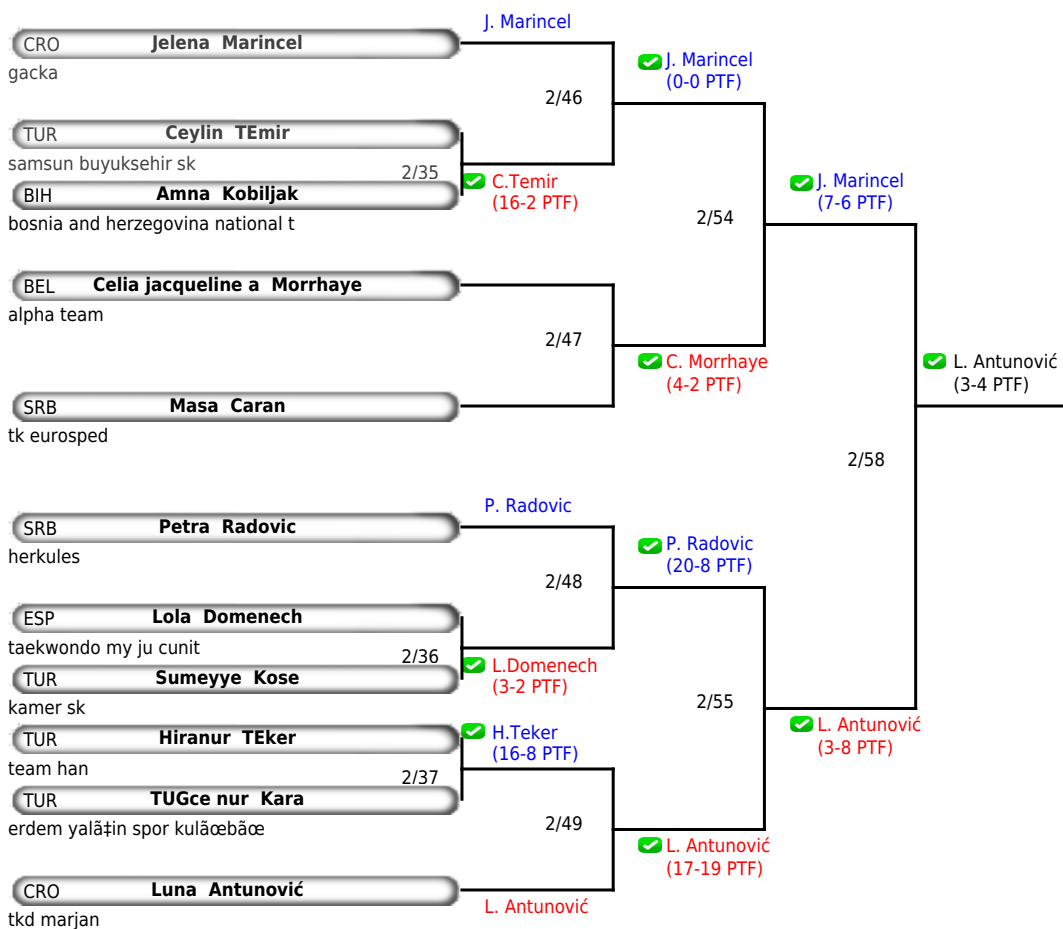 J. Marincel
CRO Jelena Marincel
gacka
J. Marincel
(0-0 PTF)
2/46
TUR Ceylin TEmir
samsun buyuksehir sk
2/35
C.Temir
(16-2 PTF)
BIH Amna Kobiljak
bosnia and herzegovina national t
J. Marincel
(7-6 PTF)
2/54
BEL Celia jacqueline a Morrhaye
alpha team
2/47
C. Morrhaye
(4-2 PTF)
SRB Masa Caran
tk eurosped
L. Antunović
(3-4 PTF)
2/58
P. Radovic
SRB Petra Radovic
herkules
P. Radovic
(20-8 PTF)
2/48
ESP Lola Domenech
taekwondo my ju cunit
2/36
L.Domenech
(3-2 PTF)
TUR Sumeyye Kose
kamer sk
2/55
L. Antunović
(3-8 PTF)
TUR Hiranur TEker
team han
H.Teker
(16-8 PTF)
2/37
TUR TUGce nur Kara
erdem yalã‡in spor kulãœbãœ
2/49
L. Antunović
(17-19 PTF)
CRO Luna Antunović
tkd marjan
L. Antunović